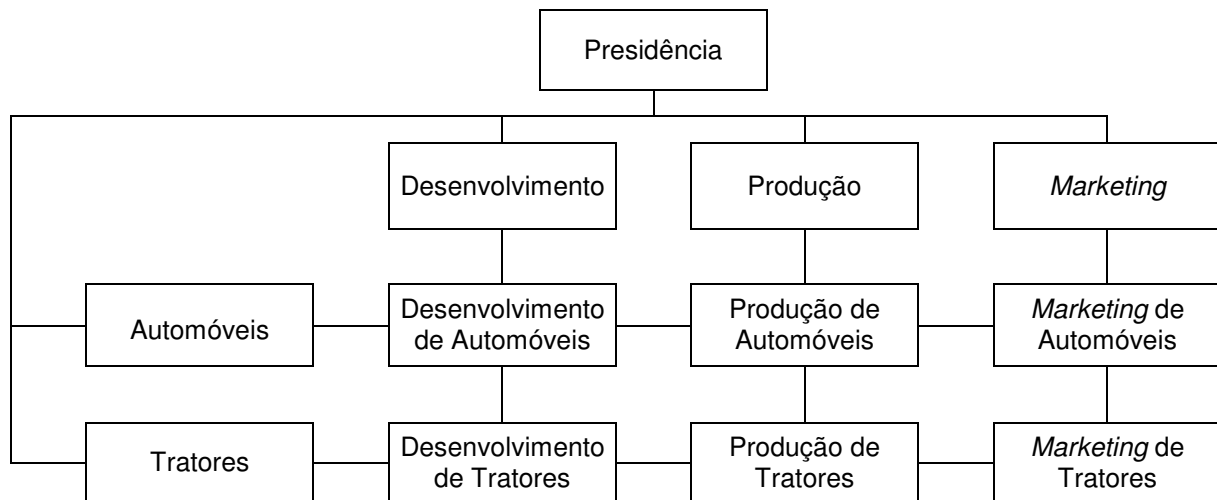 Presidência
Desenvolvimento
Produção
Marketing
Automóveis
Desenvolvimento
de Automóveis
Produção de
Automóveis
Marketing de
Automóveis
Tratores
Desenvolvimento
de Tratores
Produção de
Tratores
Marketing de
Tratores